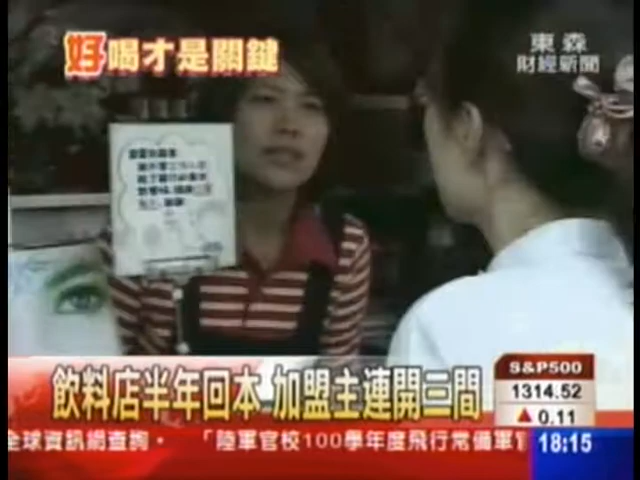 好喝才是關鍵
東森
財經新聞
飲料店半年回本 加盟主連開三間
S&P500
1314.52
▲0.11
全球資訊網查詢。 「陸軍官校100學年度飛行常備軍官
18:15